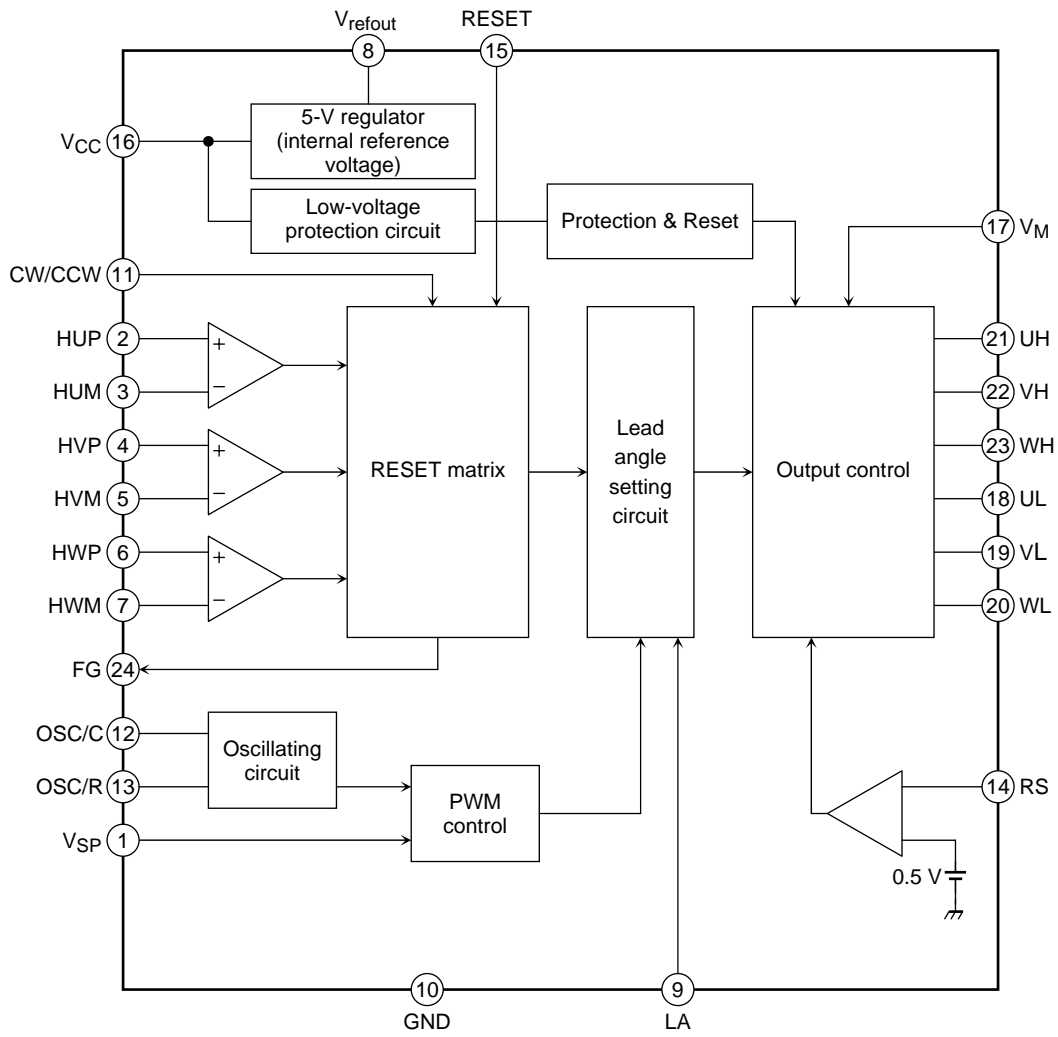 Vrefout
RESET
8
15
5-V regulator
(internal reference
voltage)
VCC
16
Low-voltage
protection circuit
Protection & Reset
17
VM
CW/CCW
11
HUP
2
+
21
UH
HUM
3
−
22
VH
HVP
4
+
23
WH
HVM
5
−
18
UL
HWP
6
+
19
VL
HWM
7
−
20
WL
RESET matrix
Lead
angle
setting
circuit
Output control
FG
24
OSC/C
12
Oscillating
circuit
OSC/R
13
14
RS
PWM
control
VSP
1
0.5 V
10
GND
9
LA